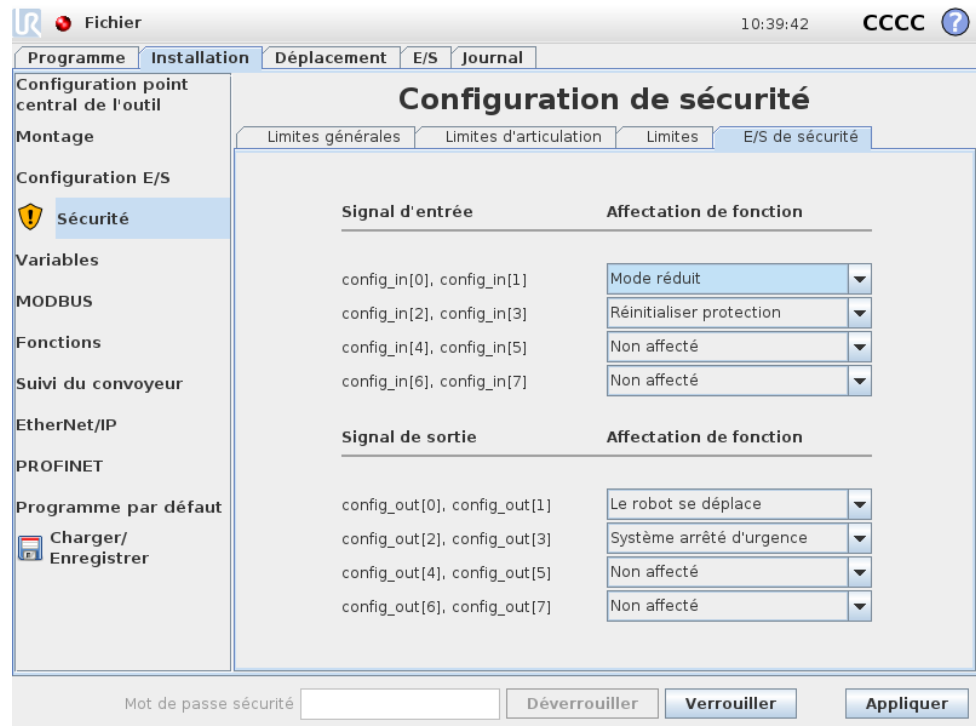 UR Fichier 10:39:42 CCCC ?
Programme Installation Déplacement E/S Journal
Configuration point
central de l'outil
Montage
Configuration E/S
Sécurité
Variables
MODBUS
Fonctions
Suivi du convoyeur
EtherNet/IP
PROFINET
Programme par défaut
Charger/
Enregistrer
Configuration de sécurité
Limites générales Limites d'articulation Limites E/S de sécurité
Signal d'entrée Affectation de fonction
config_in[0], config_in[1] Mode réduit
config_in[2], config_in[3] Réinitialiser protection
config_in[4], config_in[5] Non affecté
config_in[6], config_in[7] Non affecté
Signal de sortie Affectation de fonction
config_out[0], config_out[1] Le robot se déplace
config_out[2], config_out[3] Système arrêté d'urgence
config_out[4], config_out[5] Non affecté
config_out[6], config_out[7] Non affecté
Mot de passe sécurité Déverrouiller Verrouiller Appliquer